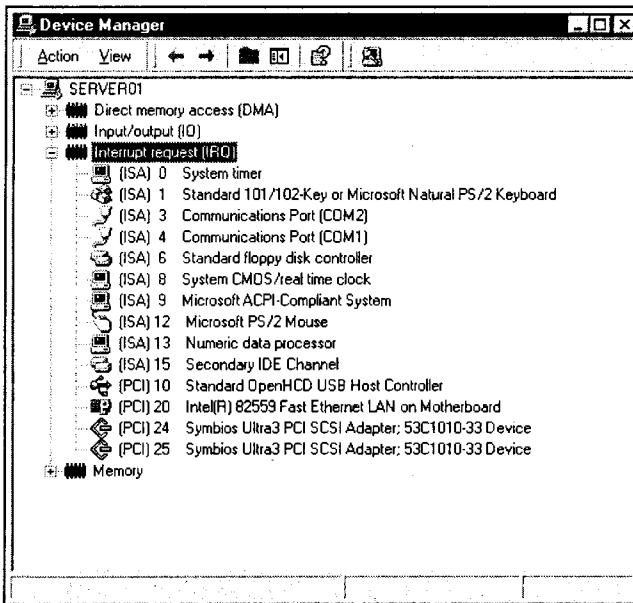 Device Manager
Action View
SERVER01
Direct memory access (DMA)
Input/output (IO)
Interrupt request (IRQ)
(ISA) 0 System timer
(ISA) 1 Standard 101/102-Key or Microsoft Natural PS/2 Keyboard
(ISA) 3 Communications Port (COM2)
(ISA) 4 Communications Port (COM1)
(ISA) 6 Standard floppy disk controller
(ISA) 8 System CMOS/real time clock
(ISA) 9 Microsoft ACPI-Compliant System
(ISA) 12 Microsoft PS/2 Mouse
(ISA) 13 Numeric data processor
(ISA) 15 Secondary IDE Channel
(PCI) 10 Standard OpenHCD USB Host Controller
(PCI) 20 Intel(R) 82559 Fast Ethernet LAN on Motherboard
(PCI) 24 Symbios Ultra3 PCI SCSI Adapter; 53C1010-33 Device
(PCI) 25 Symbios Ultra3 PCI SCSI Adapter; 53C1010-33 Device
Memory